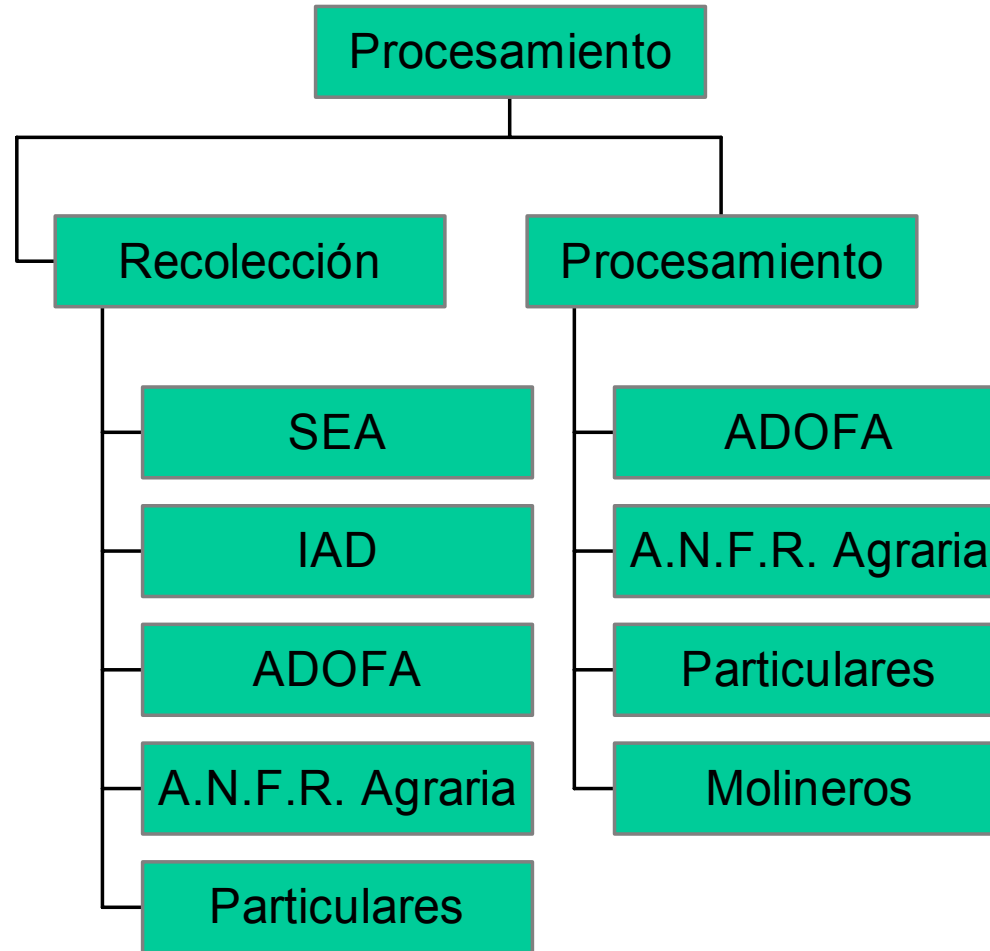 Procesamiento
Recolección
SEA
IAD
ADOFA
A.N.F.R. Agraria
Particulares
Procesamiento
ADOFA
A.N.F.R. Agraria
Particulares
Molineros